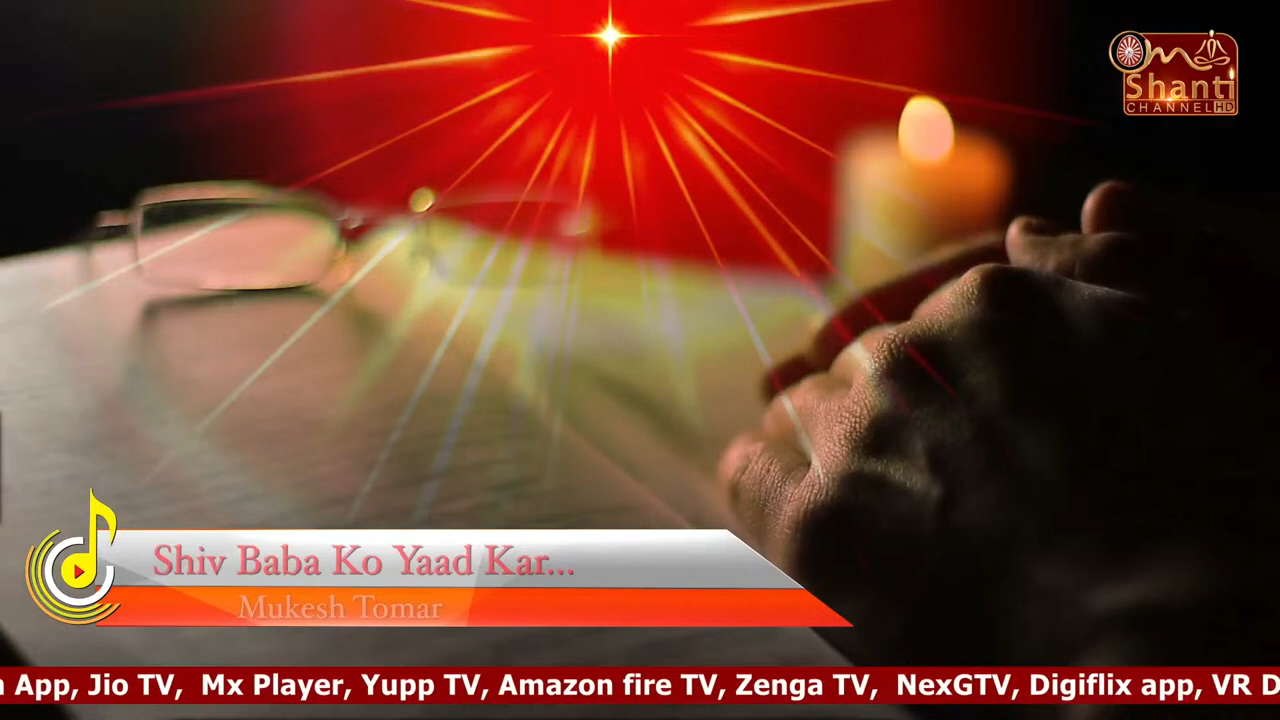 Om
Shanti
CHANNEL HD
Shiv Baba Ko Yaad Kar...
Mukesh Tomar
App, Jio TV, Mx Player, Yupp TV, Amazon fire TV, Zenga TV, NexGTV, Digiflix app, VR